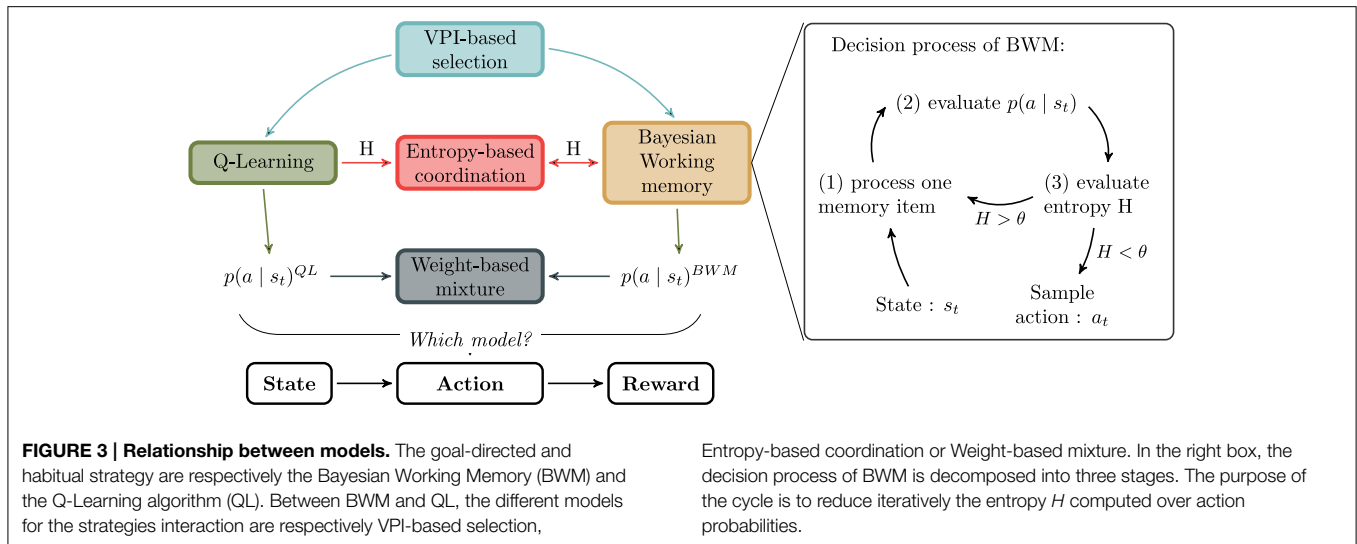 VPI-based
selection
Q-Learning
H
Entropy-based
coordination
H
Bayesian
Working
memory
p(a | s_t)^{QL}
Weight-based
mixture
p(a | s_t)^{BWM}
Which model?
State
Action
Reward
Decision process of BWM:
(2) evaluate p(a | s_t)
(1) process one
memory item
(3) evaluate
entropy H
H > θ
H < θ
State : s_t
Sample
action : a_t
FIGURE 3 | Relationship between models. The goal-directed and
habitual strategy are respectively the Bayesian Working Memory (BWM) and
the Q-Learning algorithm (QL). Between BWM and QL, the different models
for the strategies interaction are respectively VPI-based selection,
Entropy-based coordination or Weight-based mixture. In the right box, the
decision process of BWM is decomposed into three stages. The purpose of
the cycle is to reduce iteratively the entropy H computed over action
probabilities.